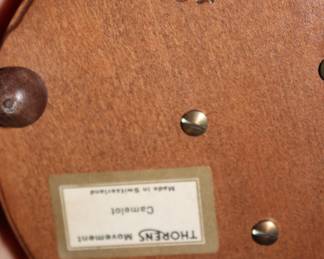 THORENS Movement
Camelot
Made in Switzerland